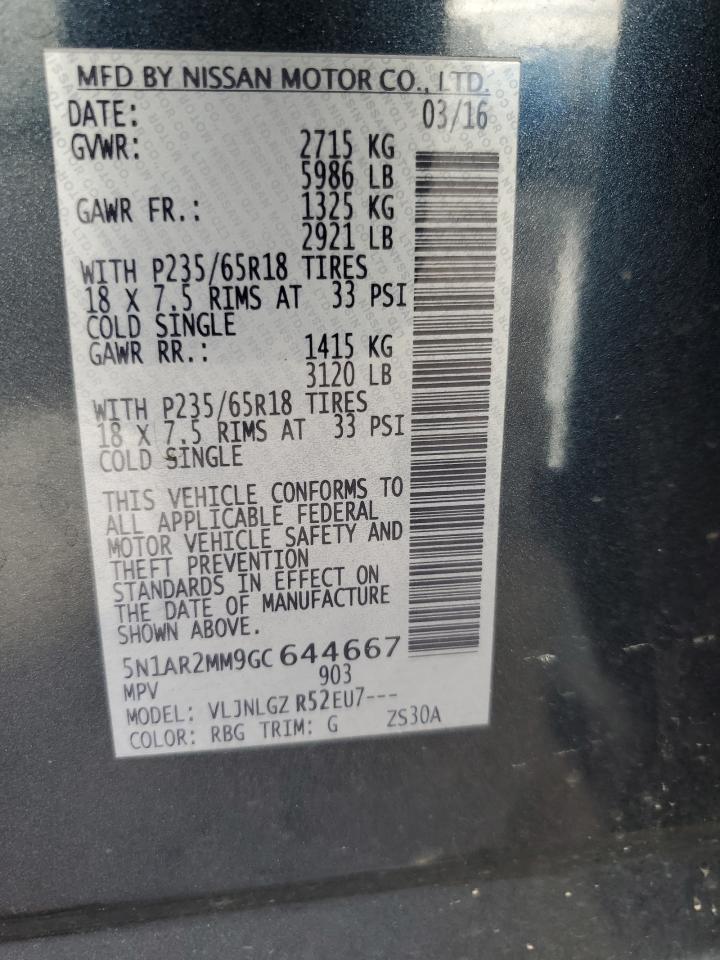 MFD BY NISSAN MOTOR CO., LTD.
DATE: 03/16
GVWR: 2715 KG
5986 LB
GAWR FR.: 1325 KG
2921 LB
WITH P235/65R18 TIRES
18 X 7.5 RIMS AT 33 PSI
COLD SINGLE
GAWR RR.: 1415 KG
3120 LB
WITH P235/65R18 TIRES
18 X 7.5 RIMS AT 33 PSI
COLD SINGLE
THIS VEHICLE CONFORMS TO
ALL APPLICABLE FEDERAL
MOTOR VEHICLE SAFETY AND
THEFT PREVENTION
STANDARDS IN EFFECT ON
THE DATE OF MANUFACTURE
SHOWN ABOVE.
5N1AR2MM9GC 644667
MPV 903
MODEL: VLJNLGZ R52EU7---
COLOR: RBG TRIM: G ZS30A